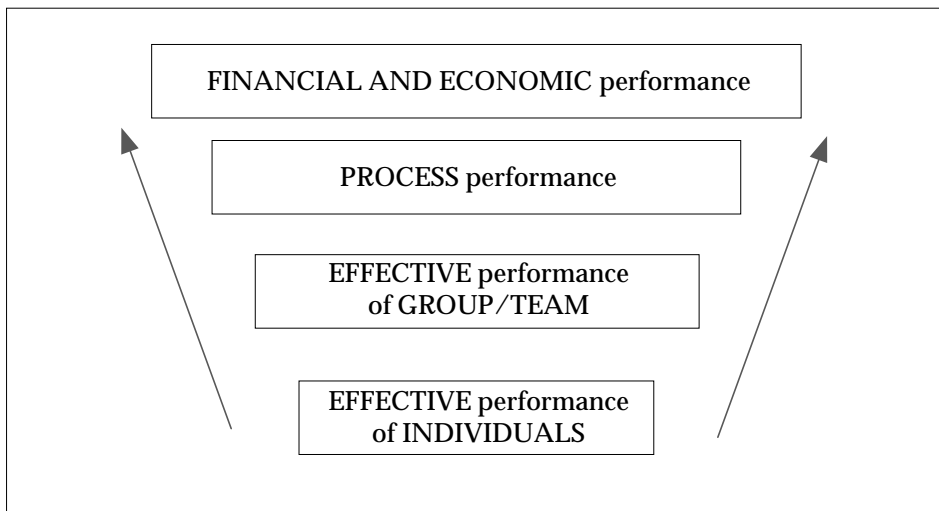 FINANCIAL AND ECONOMIC performance
PROCESS performance
EFFECTIVE performance
of GROUP/TEAM
EFFECTIVE performance
of INDIVIDUALS